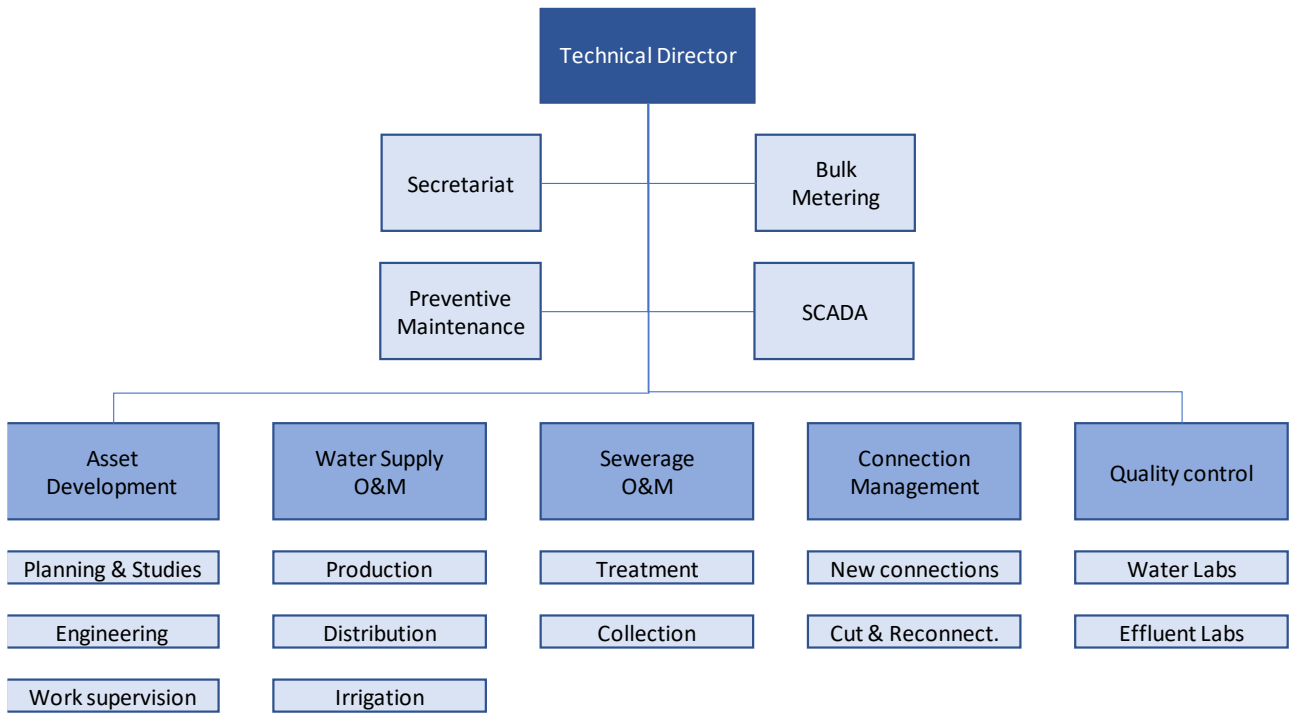 Technical Director
Secretariat
Bulk
Metering
Preventive
Maintenance
SCADA
Asset
Development
Water Supply
O&M
Sewerage
O&M
Connection
Management
Quality control
Planning & Studies
Production
Treatment
New connections
Water Labs
Engineering
Distribution
Collection
Cut & Reconnect.
Effluent Labs
Work supervision
Irrigation